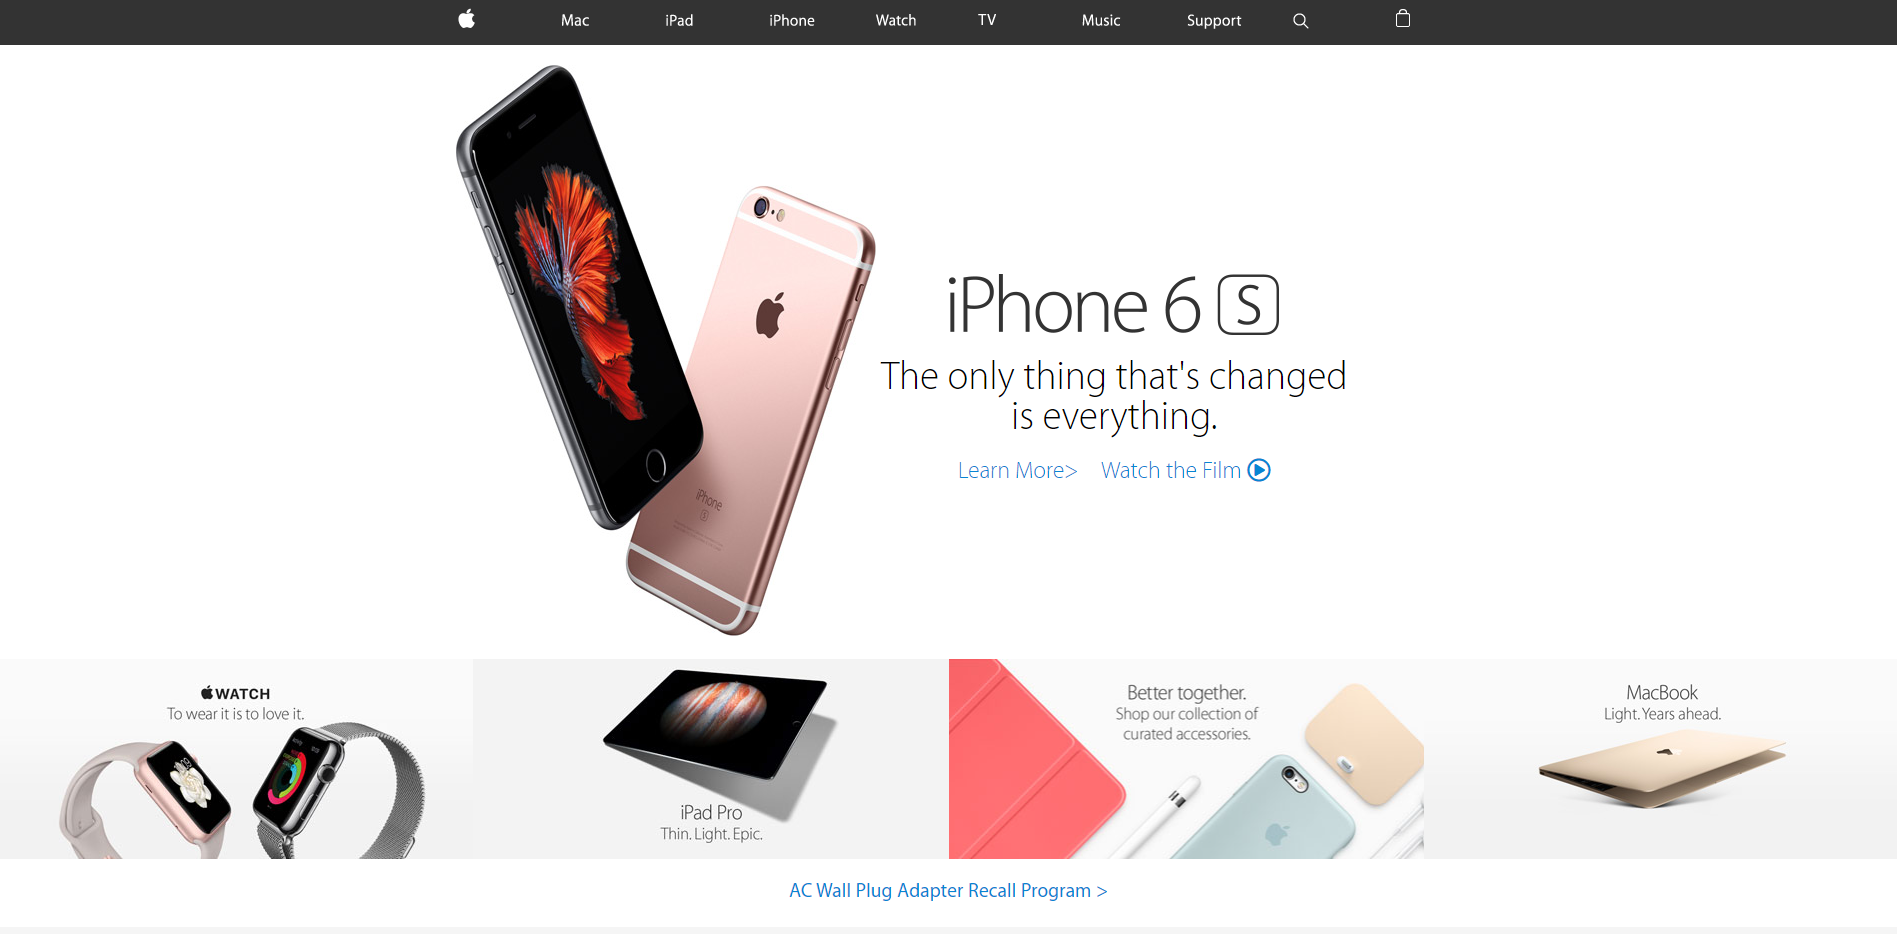 Mac
iPad
iPhone
Watch
TV
Music
Support
iPhone 6 S
The only thing that's changed
is everything.
Learn More>
Watch the Film
iPhone
S
WATCH
To wear it is to love it.
iPad Pro
Thin. Light. Epic.
Better together.
Shop our collection of
curated accessories.
MacBook
Light. Years ahead.
AC Wall Plug Adapter Recall Program >